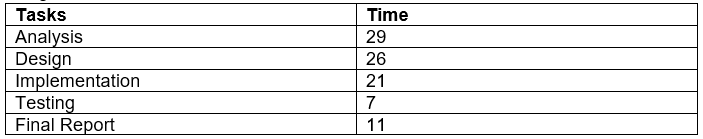 Tasks Time
Analysis 29
Design 26
Implementation 21
Testing 7
Final Report 11